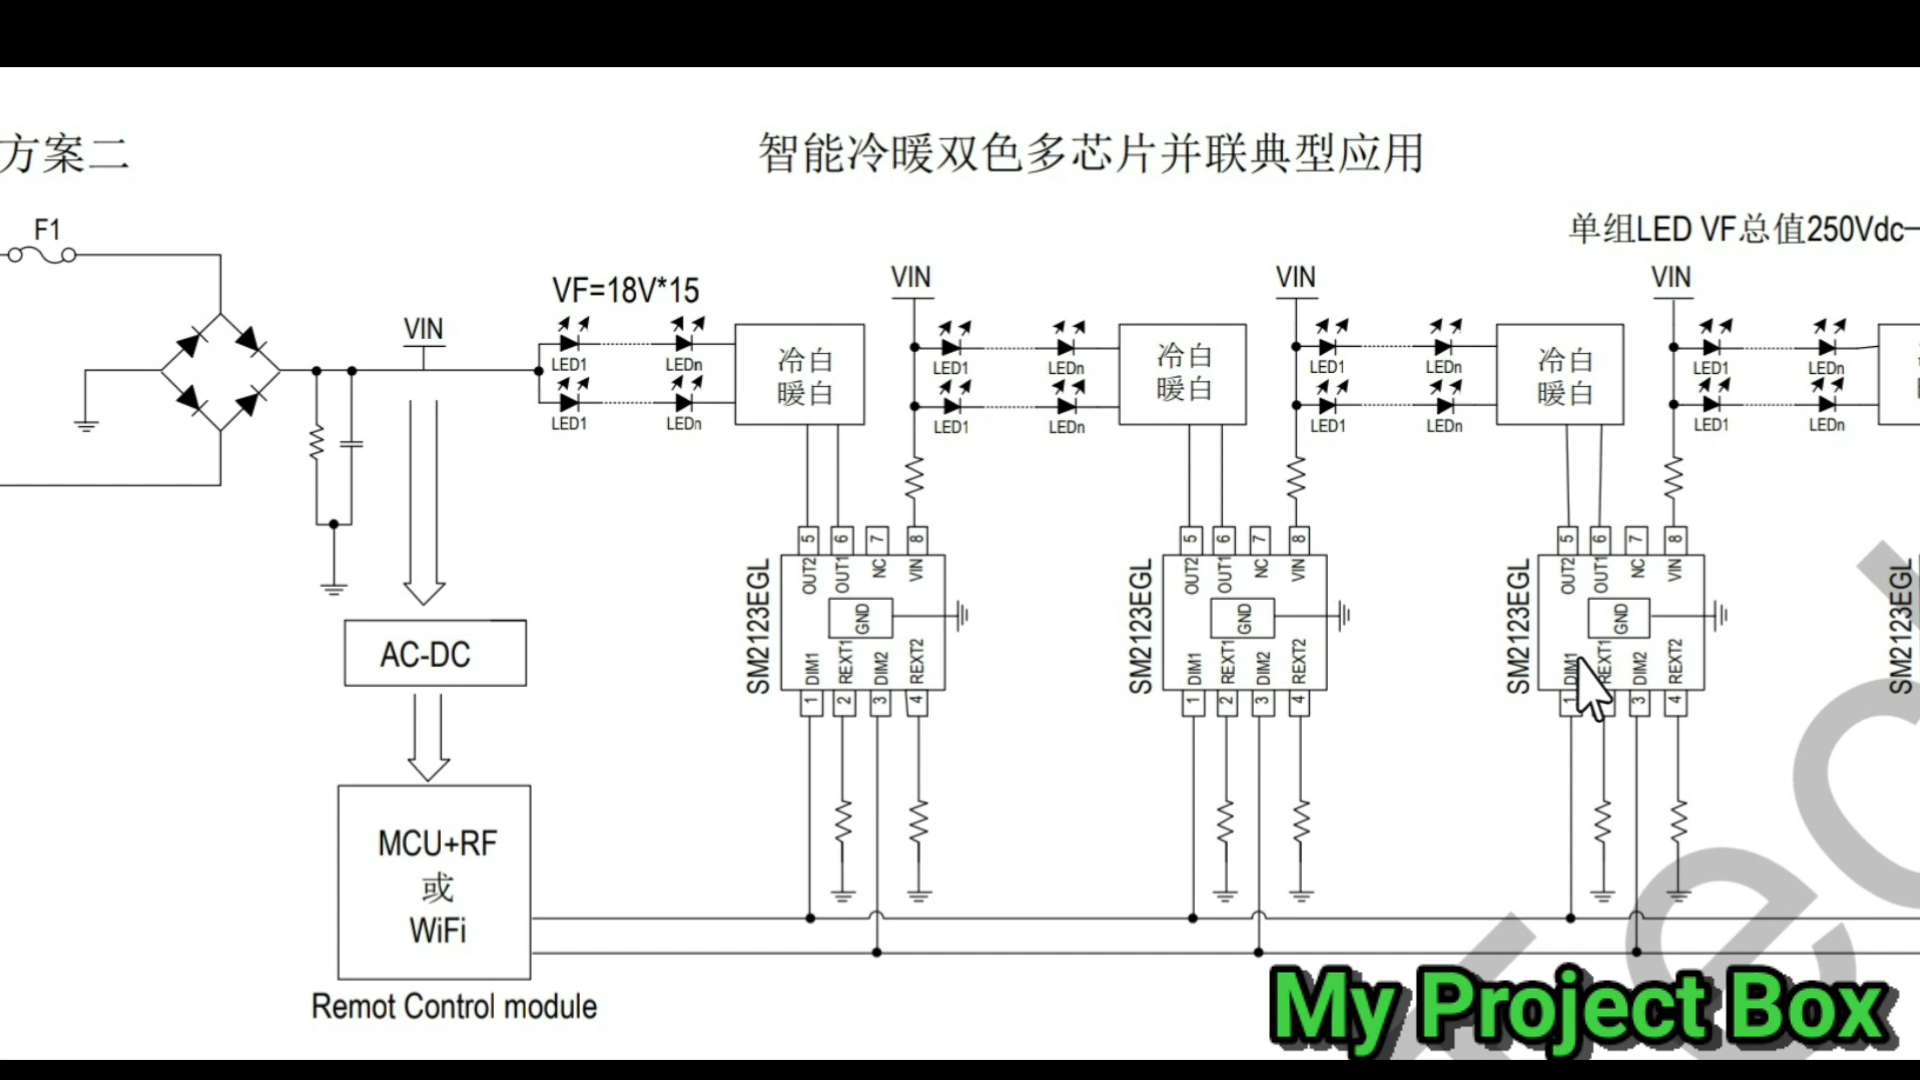 方案二
智能冷暖双色多芯片并联典型应用
F1
单组LED VF总值250Vdc
VF=18V*15
VIN
VIN
VIN
VIN
LED1 LEDn
LED1 LEDn
冷白
暖白
LED1 LEDn
LED1 LEDn
冷白
暖白
LED1 LEDn
LED1 LEDn
冷白
暖白
LED1 LEDn
LED1 LEDn
5 6 7 8
OUT2 OUT1 NC VIN
SM2123EGL
GND
DIM1 REXT1 DIM2 REXT2
1 2 3 4
5 6 7 8
OUT2 OUT1 NC VIN
SM2123EGL
GND
DIM1 REXT1 DIM2 REXT2
1 2 3 4
5 6 7 8
OUT2 OUT1 NC VIN
SM2123EGL
GND
DIM1 REXT1 DIM2 REXT2
1 3 4
SM2123EGL
AC-DC
MCU+RF
或
WiFi
Remot Control module
My Project Box